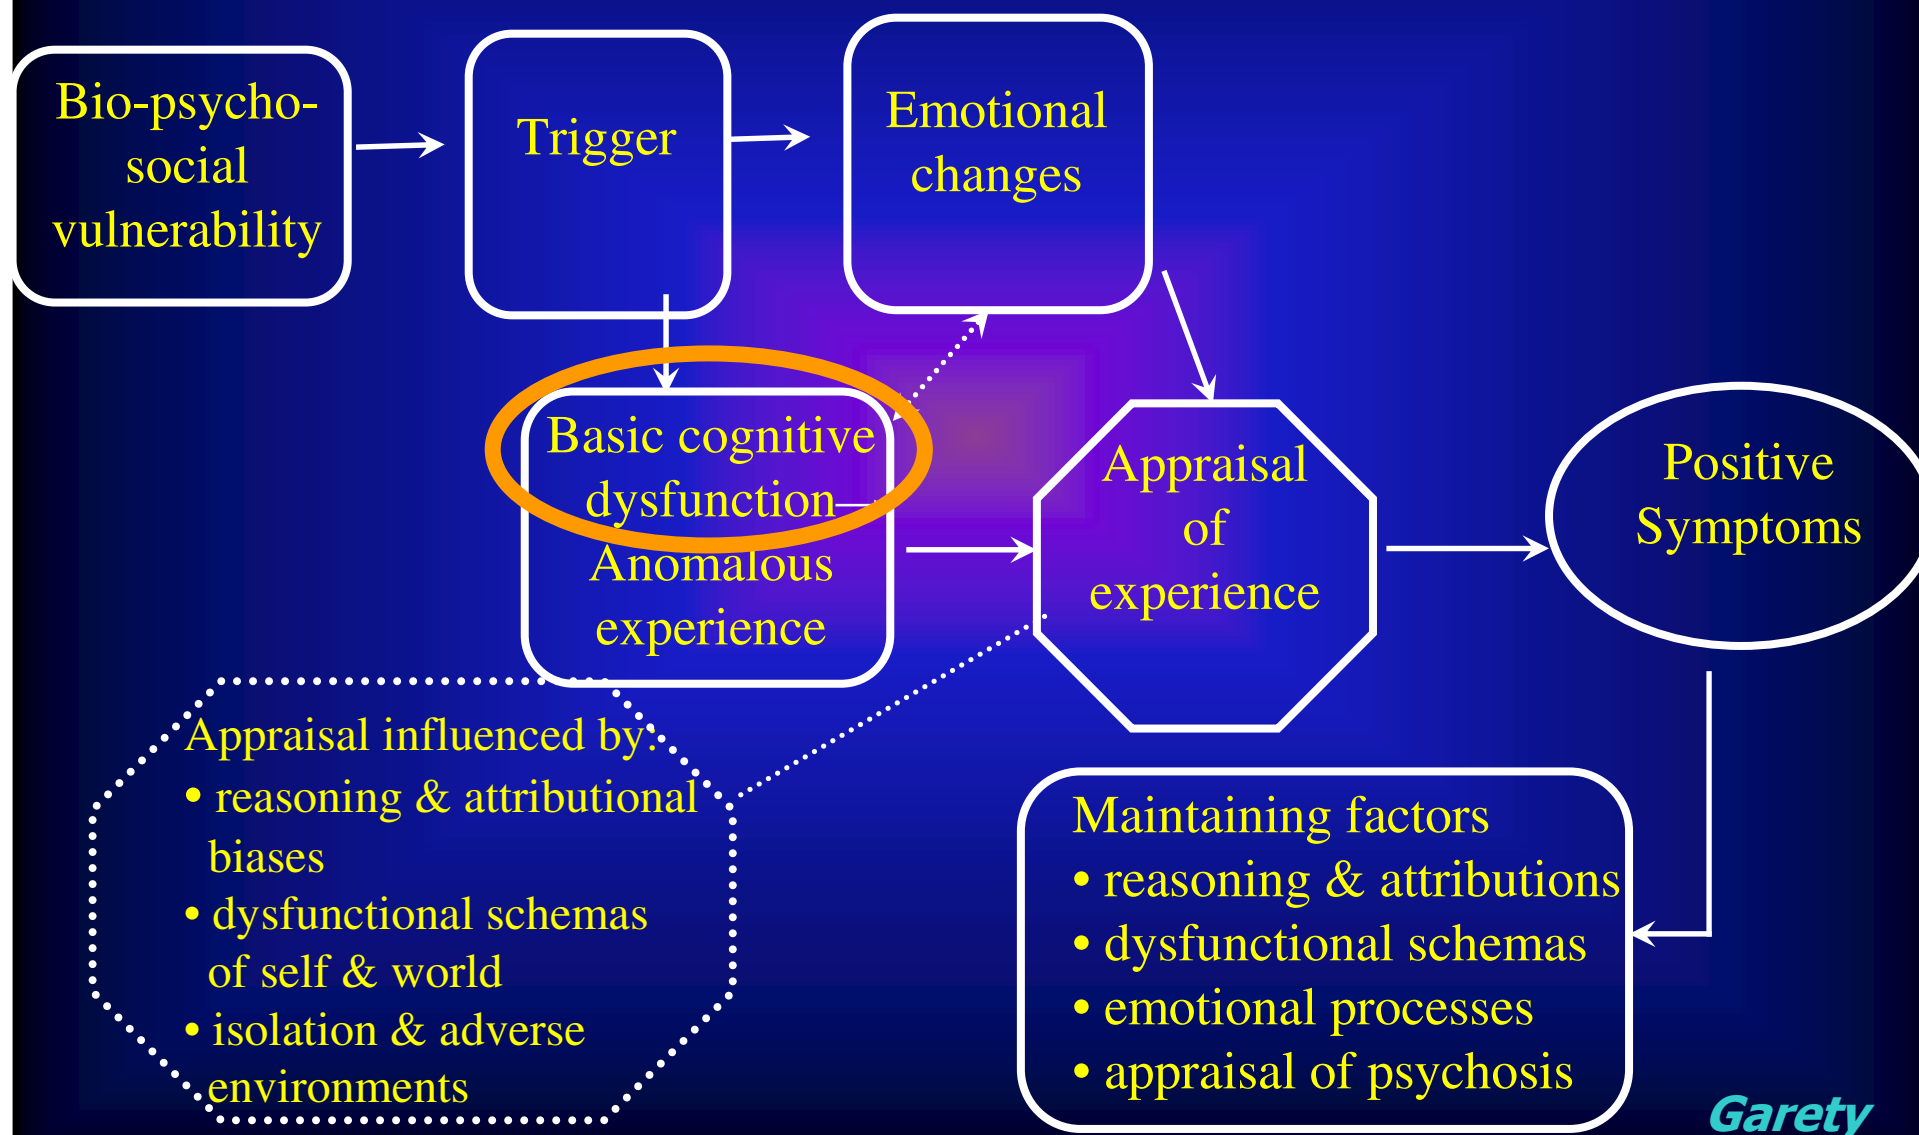 Bio-psycho-
social
vulnerability
Trigger
Emotional
changes
Basic cognitive
dysfunction
Anomalous
experience
Appraisal
of
experience
Positive
Symptoms
Appraisal influenced by:
• reasoning & attributional
biases
• dysfunctional schemas
of self & world
• isolation & adverse
environments
Maintaining factors
• reasoning & attributions
• dysfunctional schemas
• emotional processes
• appraisal of psychosis
Garety